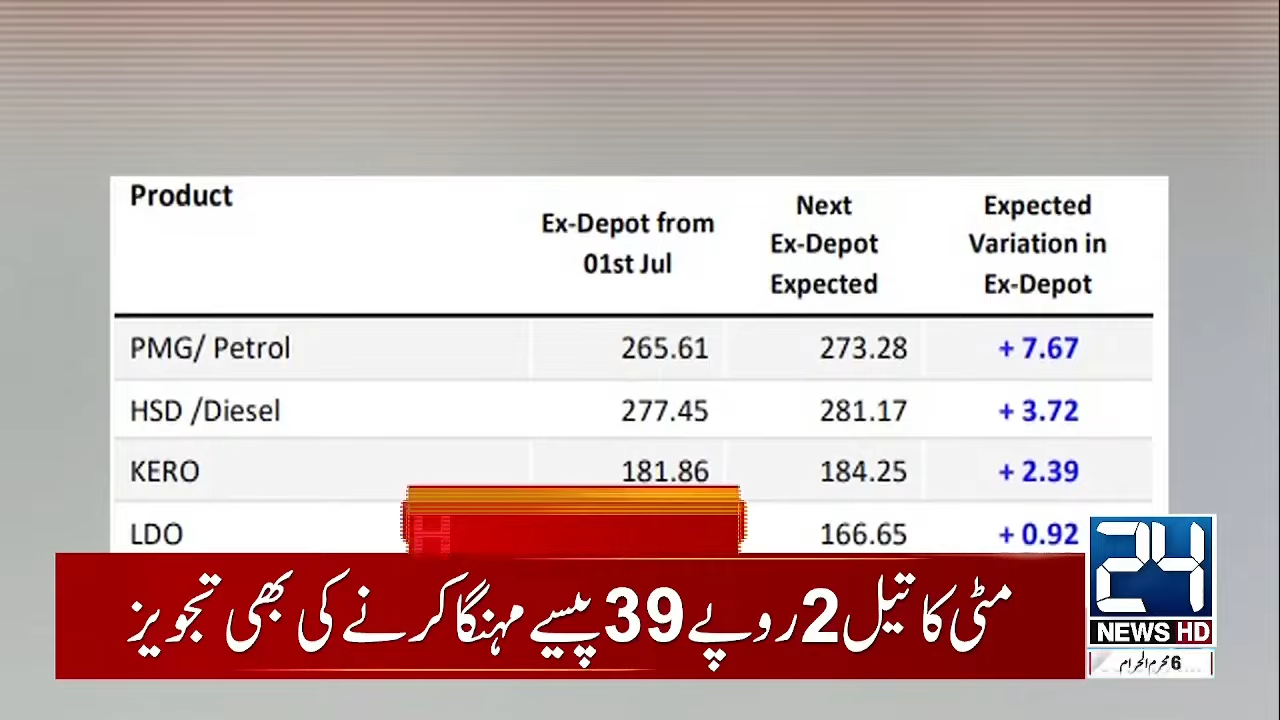 Product
Ex-Depot from
01st Jul
Next
Ex-Depot
Expected
Expected
Variation in
Ex-Depot
PMG/ Petrol 265.61 273.28 + 7.67
HSD /Diesel 277.45 281.17 + 3.72
KERO 181.86 184.25 + 2.39
LDO 166.65 + 0.92
H
مٹی کا تیل 2 روپے 39 پیسے مہنگا کرنے کی بھی تجویز
24
NEWS HD
6 محرم الحرام